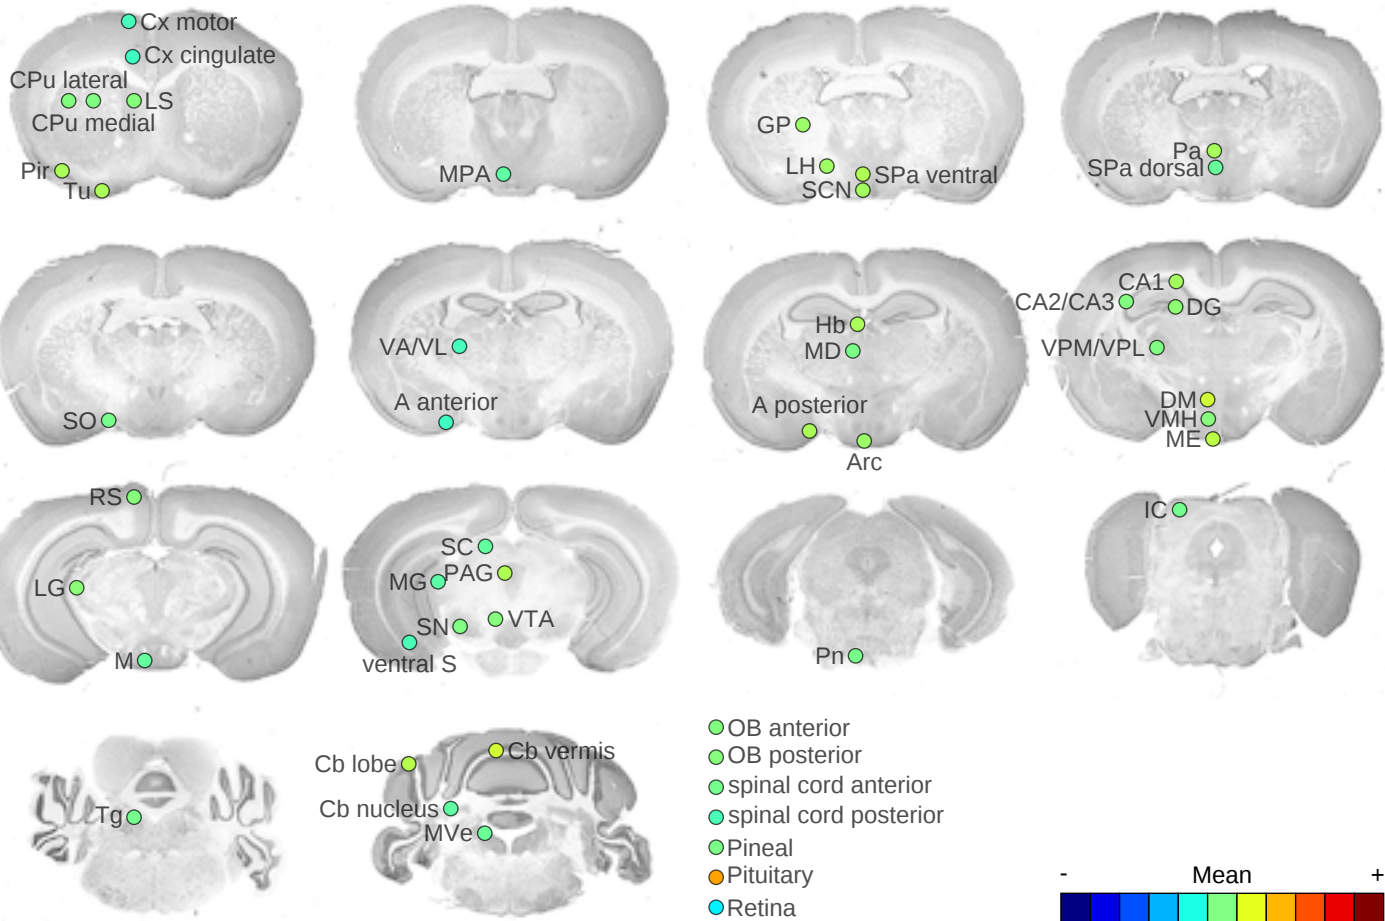 Cx motor
Cx cingulate
CPu lateral
LS
CPu medial
Pir
Tu
MPA
GP
LH
SPa ventral
SCN
Pa
SPa dorsal
SO
VA/VL
A anterior
Hb
MD
A posterior
Arc
CA1
CA2/CA3
DG
VPM/VPL
DM
VMH
ME
RS
LG
M
SC
MG
PAG
SN
VTA
ventral S
Pn
IC
Tg
Cb lobe
Cb vermis
Cb nucleus
MVe
OB anterior
OB posterior
spinal cord anterior
spinal cord posterior
Pineal
Pituitary
Retina
- Mean +